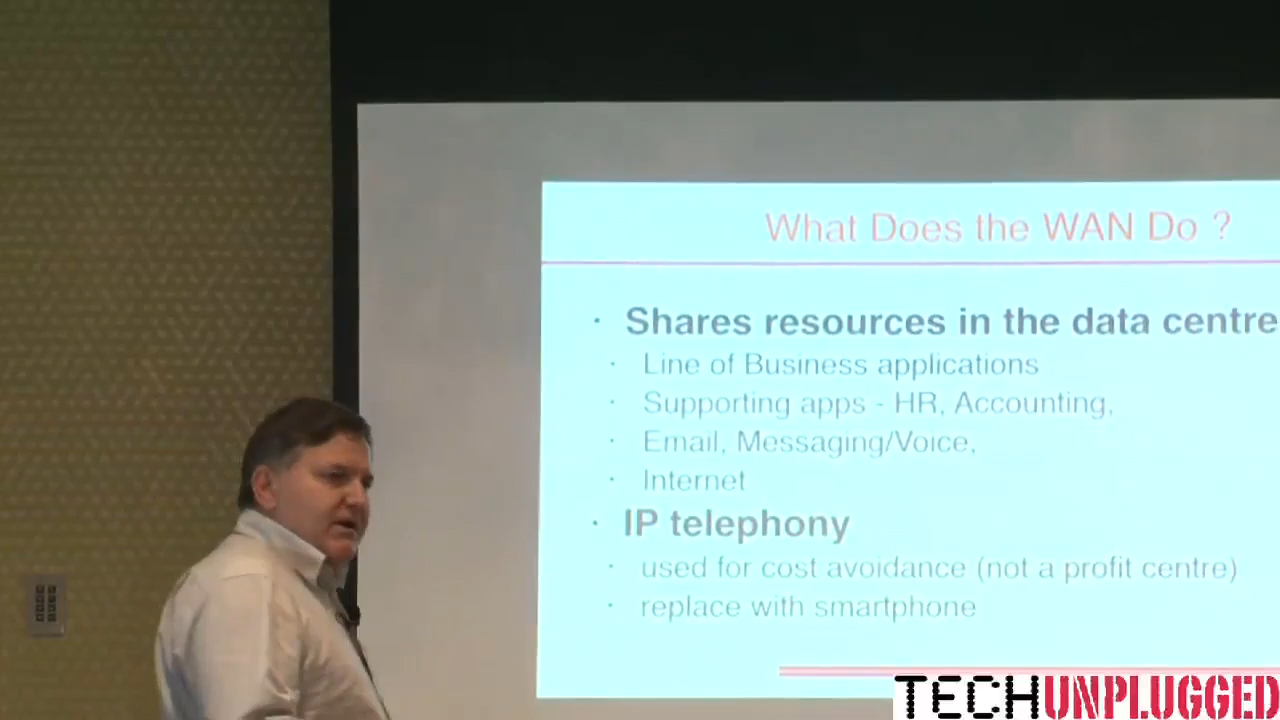 What Does the WAN Do ?
· Shares resources in the data centre
· Line of Business applications
· Supporting apps - HR, Accounting,
· Email, Messaging/Voice,
· Internet
· IP telephony
· used for cost avoidance (not a profit centre)
· replace with smartphone
TECHUNPLUGGED